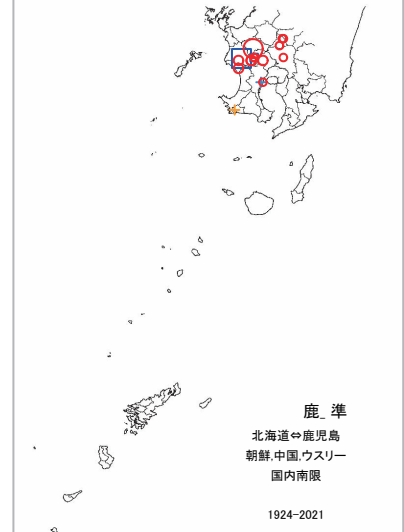 鹿_準
北海道⇔鹿児島
朝鮮,中国,ウスリー
国内南限
1924-2021